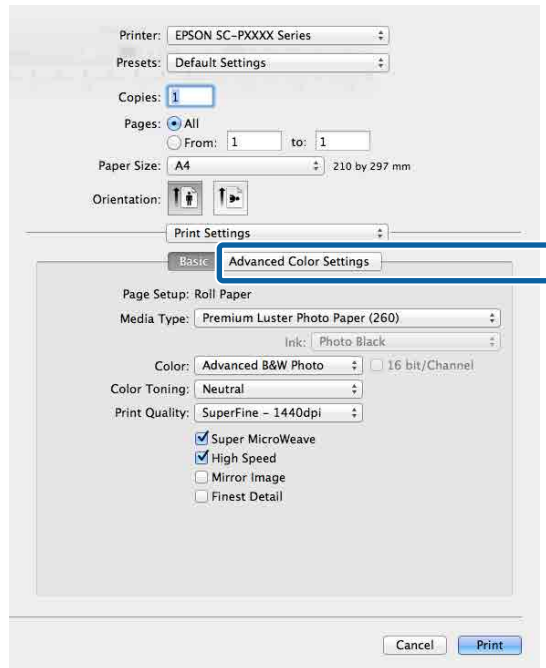 Printer: EPSON SC-PXXXX Series
Presets: Default Settings
Copies: 1
Pages: All
From: 1 to: 1
Paper Size: A4 210 by 297 mm
Orientation:
Print Settings
Basic Advanced Color Settings
Page Setup: Roll Paper
Media Type: Premium Luster Photo Paper (260)
Ink: Photo Black
Color: Advanced B&W Photo 16 bit/Channel
Color Toning: Neutral
Print Quality: SuperFine – 1440dpi
Super MicroWeave
High Speed
Mirror Image
Finest Detail
Cancel Print